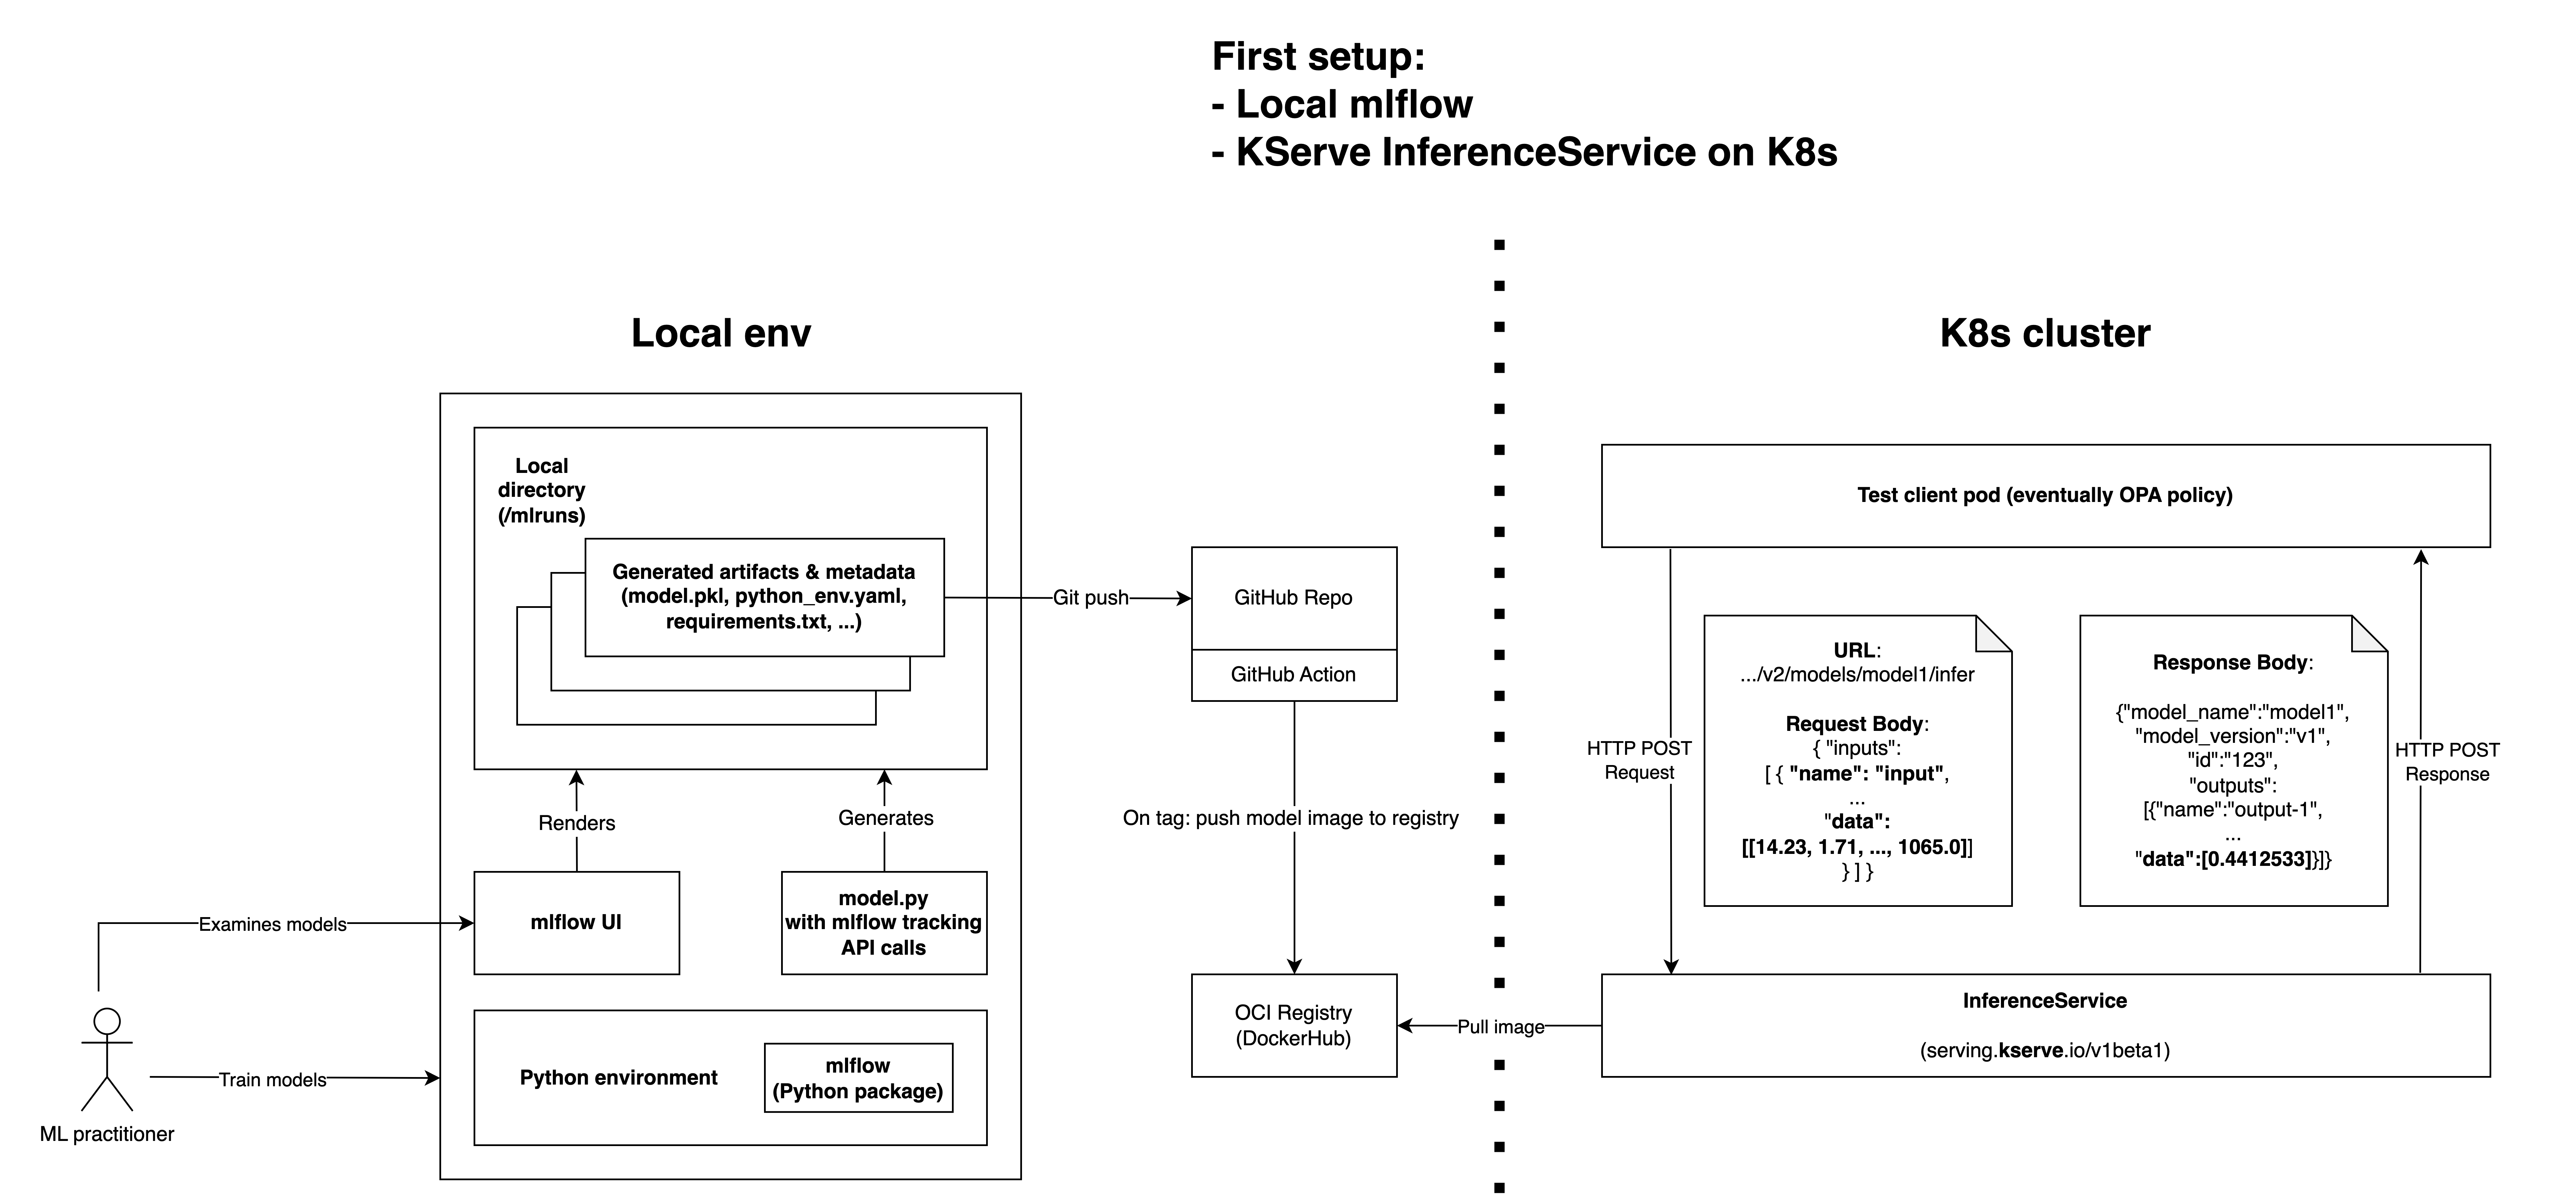 First setup:
- Local mlflow
- KServe InferenceService on K8s
Local env
Local
directory
(/mlruns)
Generated artifacts & metadata
(model.pkl, python_env.yaml,
requirements.txt, ...)
Renders
Generates
mlflow UI
model.py
with mlflow tracking
API calls
Python environment
mlflow
(Python package)
Examines models
Train models
ML practitioner
Git push
GitHub Repo
GitHub Action
On tag: push model image to registry
OCI Registry
(DockerHub)
Pull image
K8s cluster
Test client pod (eventually OPA policy)
HTTP POST
Request
URL:
.../v2/models/model1/infer
Request Body:
{ "inputs":
[ { "name": "input",
...
"data":
[[14.23, 1.71, ..., 1065.0]]
} ] }
Response Body:
{"model_name":"model1",
"model_version":"v1",
"id":"123",
"outputs":
[{"name":"output-1",
...
"data":[0.4412533]}]}
HTTP POST
Response
InferenceService
(serving.kserve.io/v1beta1)